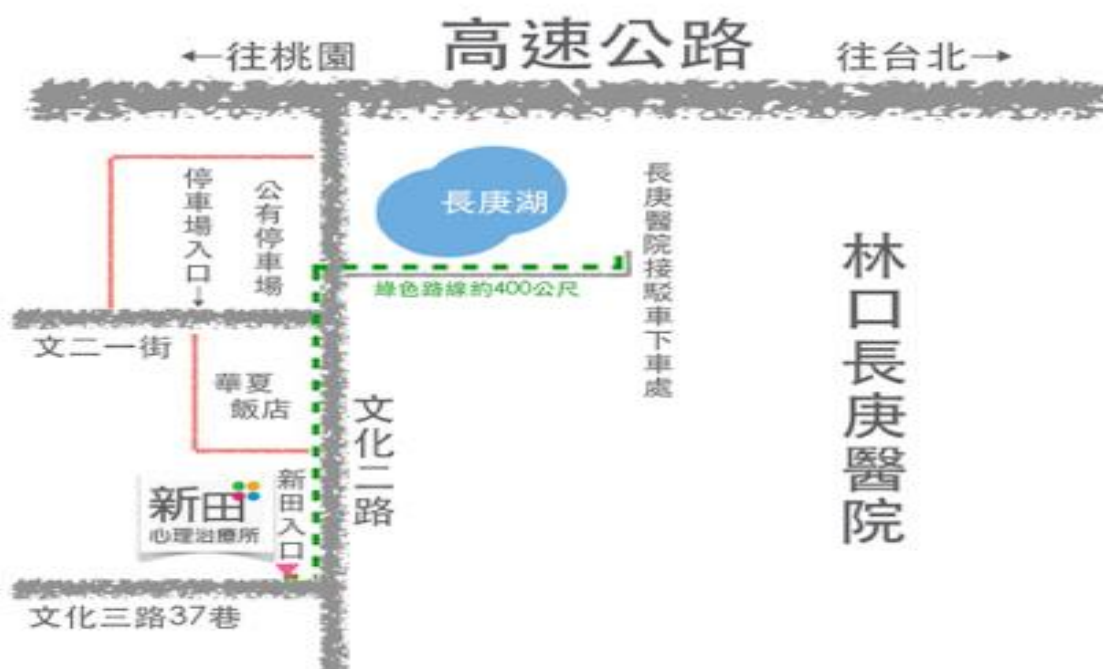 高速公路
←往桃園
往台北→
停車場入口↓
公有停車場
長庚湖
長庚醫院接駁車下車處
林口長庚醫院
綠色路線約400公尺
文二一街
華夏
飯店
文化二路
新田
心理治療所
新田入口
文化三路37巷